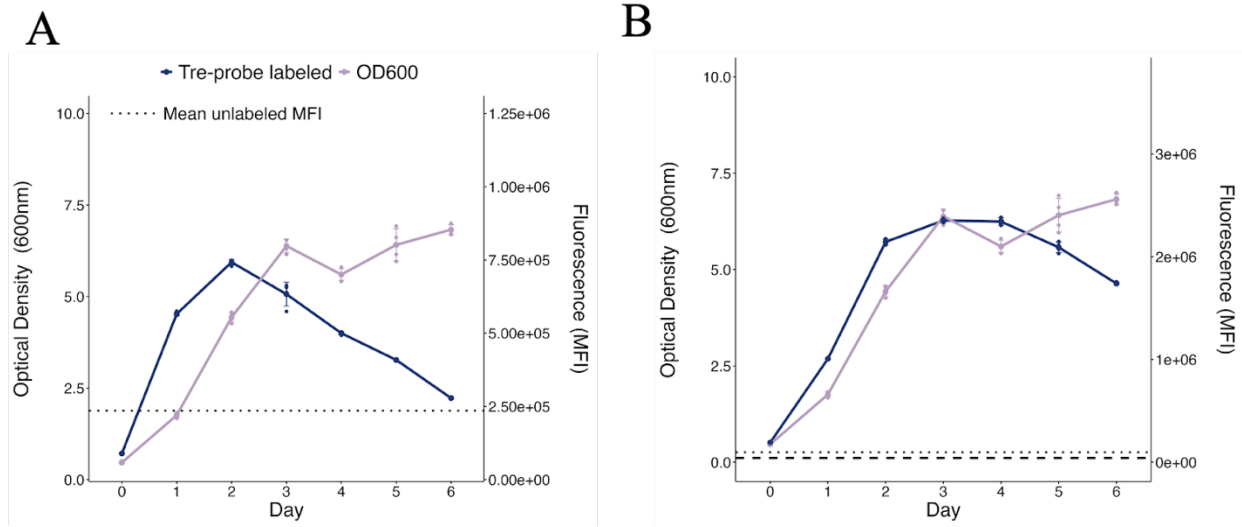 A
Tre-probe labeled OD600
Mean unlabeled MFI
Optical Density (600nm)
10.0
7.5
5.0
2.5
0.0
1.25e+06
1.00e+06
7.50e+05
5.00e+05
2.50e+05
0.00e+00
Fluorescence (MFI)
0 1 2 3 4 5 6
Day
B
Optical Density (600nm)
10.0
7.5
5.0
2.5
0.0
3e+06
2e+06
1e+06
0e+00
Fluorescence (MFI)
0 1 2 3 4 5 6
Day